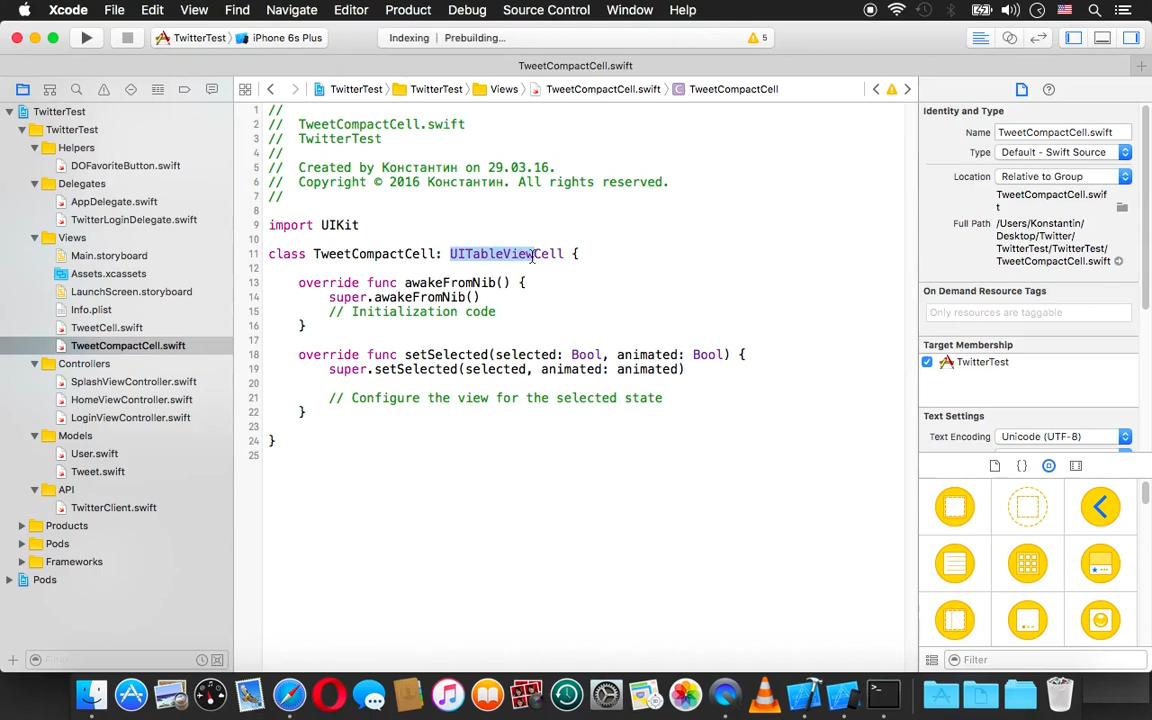 Xcode File Edit View Find Navigate Editor Product Debug Source Control Window Help
TwitterTest iPhone 6s Plus Indexing Prebuilding... 5
TweetCompactCell.swift
TwitterTest TwitterTest Views TweetCompactCell.swift C TweetCompactCell
TwitterTest
TwitterTest
Helpers
DOFavoriteButton.swift
Delegates
AppDelegate.swift
TwitterLoginDelegate.swift
Views
Main.storyboard
Assets.xcassets
LaunchScreen.storyboard
Info.plist
TweetCell.swift
TweetCompactCell.swift
Controllers
SplashViewController.swift
HomeViewController.swift
LoginViewController.swift
Models
User.swift
Tweet.swift
API
TwitterClient.swift
Products
Pods
Frameworks
Pods
Filter
1 //
2 // TweetCompactCell.swift
3 // TwitterTest
4 //
5 // Created by Константин on 29.03.16.
6 // Copyright © 2016 Константин. All rights reserved.
7 //
8
9 import UIKit
10
11 class TweetCompactCell: UITableViewCell {
12
13 override func awakeFromNib() {
14 super.awakeFromNib()
15 // Initialization code
16 }
17
18 override func setSelected(selected: Bool, animated: Bool) {
19 super.setSelected(selected, animated: animated)
20
21 // Configure the view for the selected state
22 }
23
24 }
25
Identity and Type
Name TweetCompactCell.swift
Type Default - Swift Source
Location Relative to Group
TweetCompactCell.swif
t
Full Path /Users/Konstantin/
Desktop/Twitter/
TwitterTest/TwitterTest/
TweetCompactCell.swift
On Demand Resource Tags
Only resources are taggable
Target Membership
TwitterTest
Text Settings
Text Encoding Unicode (UTF-8)
Filter